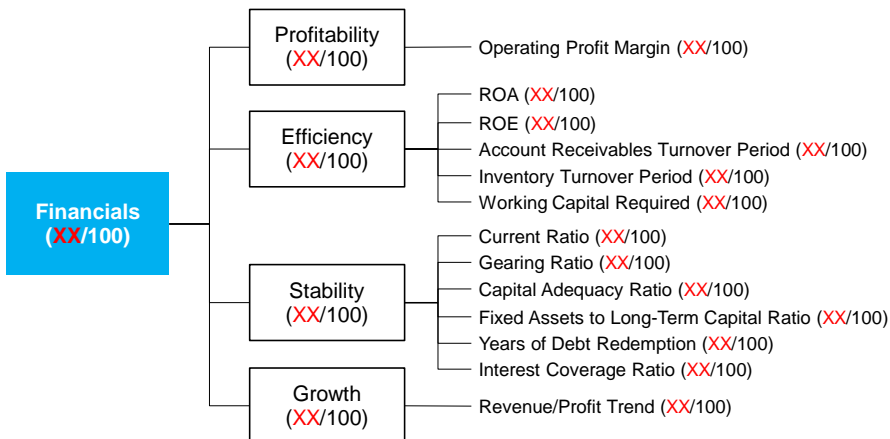 Financials
(XX/100)
Profitability
(XX/100)
Operating Profit Margin (XX/100)
Efficiency
(XX/100)
ROA (XX/100)
ROE (XX/100)
Account Receivables Turnover Period (XX/100)
Inventory Turnover Period (XX/100)
Working Capital Required (XX/100)
Stability
(XX/100)
Current Ratio (XX/100)
Gearing Ratio (XX/100)
Capital Adequacy Ratio (XX/100)
Fixed Assets to Long-Term Capital Ratio (XX/100)
Years of Debt Redemption (XX/100)
Interest Coverage Ratio (XX/100)
Growth
(XX/100)
Revenue/Profit Trend (XX/100)